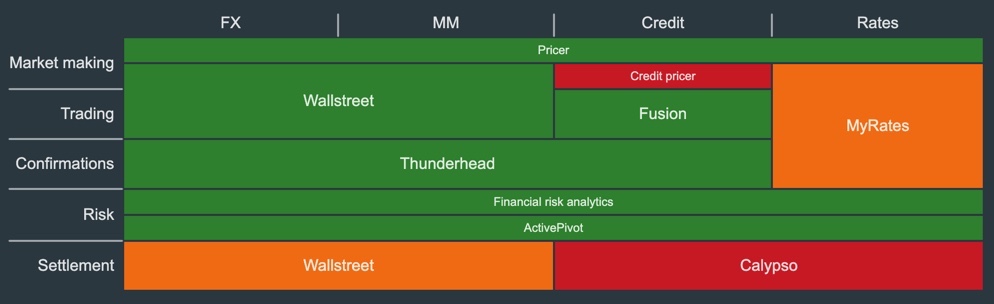 FX | MM | Credit | Rates
Market making
Pricer
Wallstreet
Credit pricer
MyRates
Trading
Fusion
Confirmations
Thunderhead
Risk
Financial risk analytics
ActivePivot
Settlement
Wallstreet
Calypso